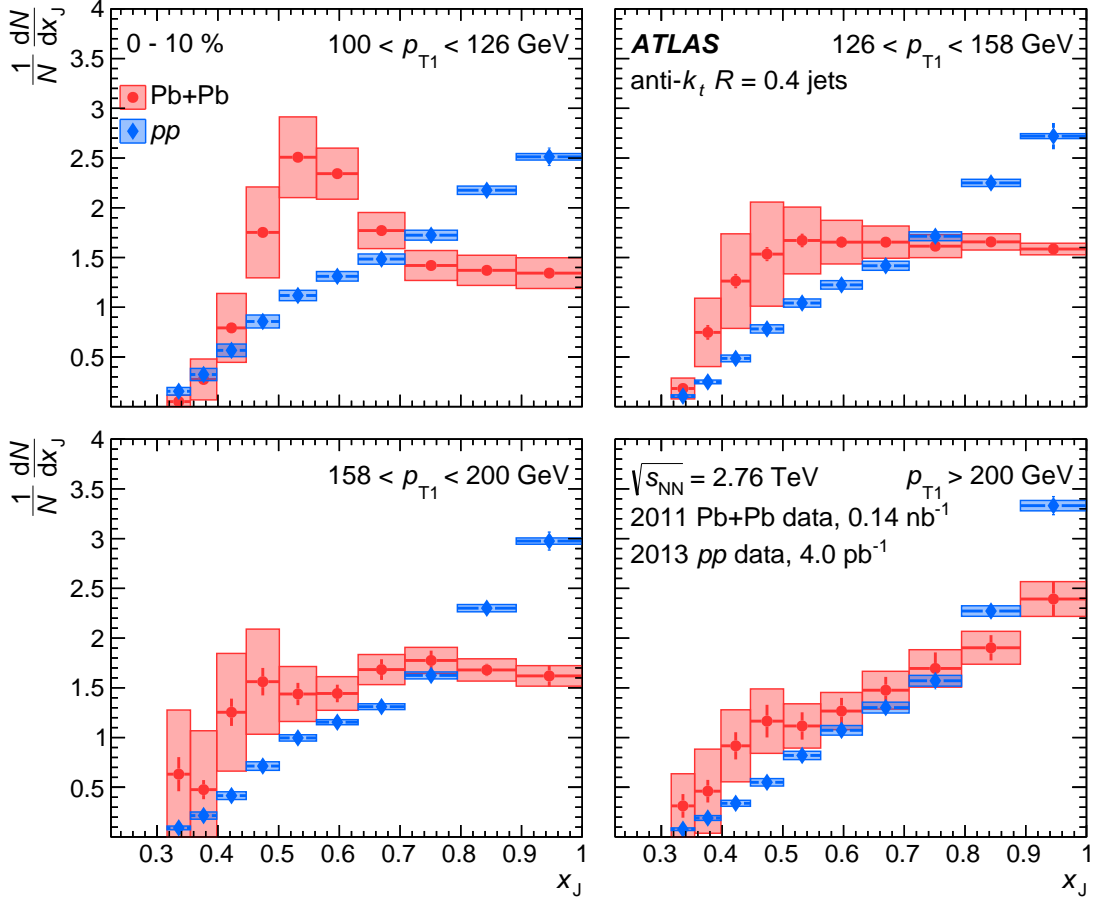 1/N dN/dx_J
4
3.5
3
2.5
2
1.5
1
0.5
0 - 10 %
100 < p_T1 < 126 GeV
Pb+Pb
pp
ATLAS
126 < p_T1 < 158 GeV
anti-k_t R = 0.4 jets
1/N dN/dx_J
4
3.5
3
2.5
2
1.5
1
0.5
158 < p_T1 < 200 GeV
0.3 0.4 0.5 0.6 0.7 0.8 0.9 1
x_J
√s_NN = 2.76 TeV
p_T1 > 200 GeV
2011 Pb+Pb data, 0.14 nb⁻¹
2013 pp data, 4.0 pb⁻¹
0.3 0.4 0.5 0.6 0.7 0.8 0.9 1
x_J